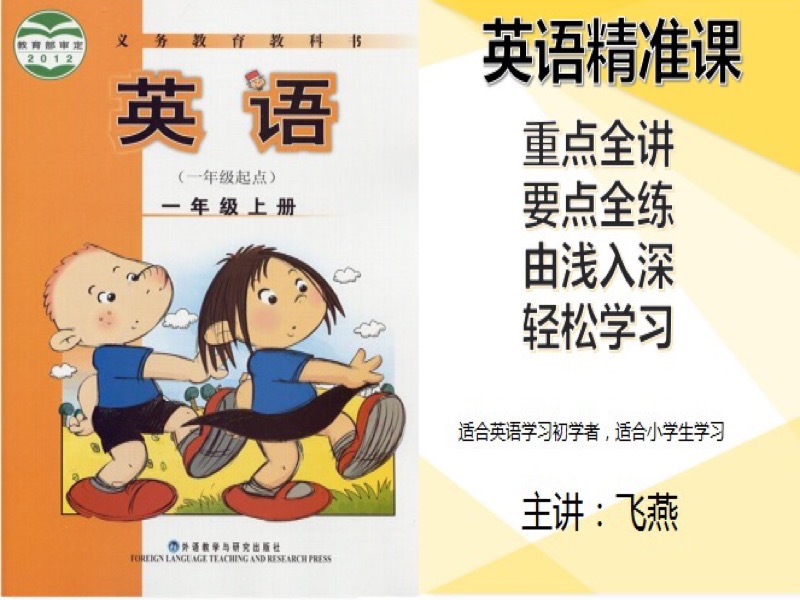 教育部审定
2012
义务教育教科书
英语
（一年级起点）
一年级上册
外语教学与研究出版社
FOREIGN LANGUAGE TEACHING AND RESEARCH PRESS
英语精准课
重点全讲
要点全练
由浅入深
轻松学习
适合英语学习初学者，适合小学生学习
主讲：飞燕